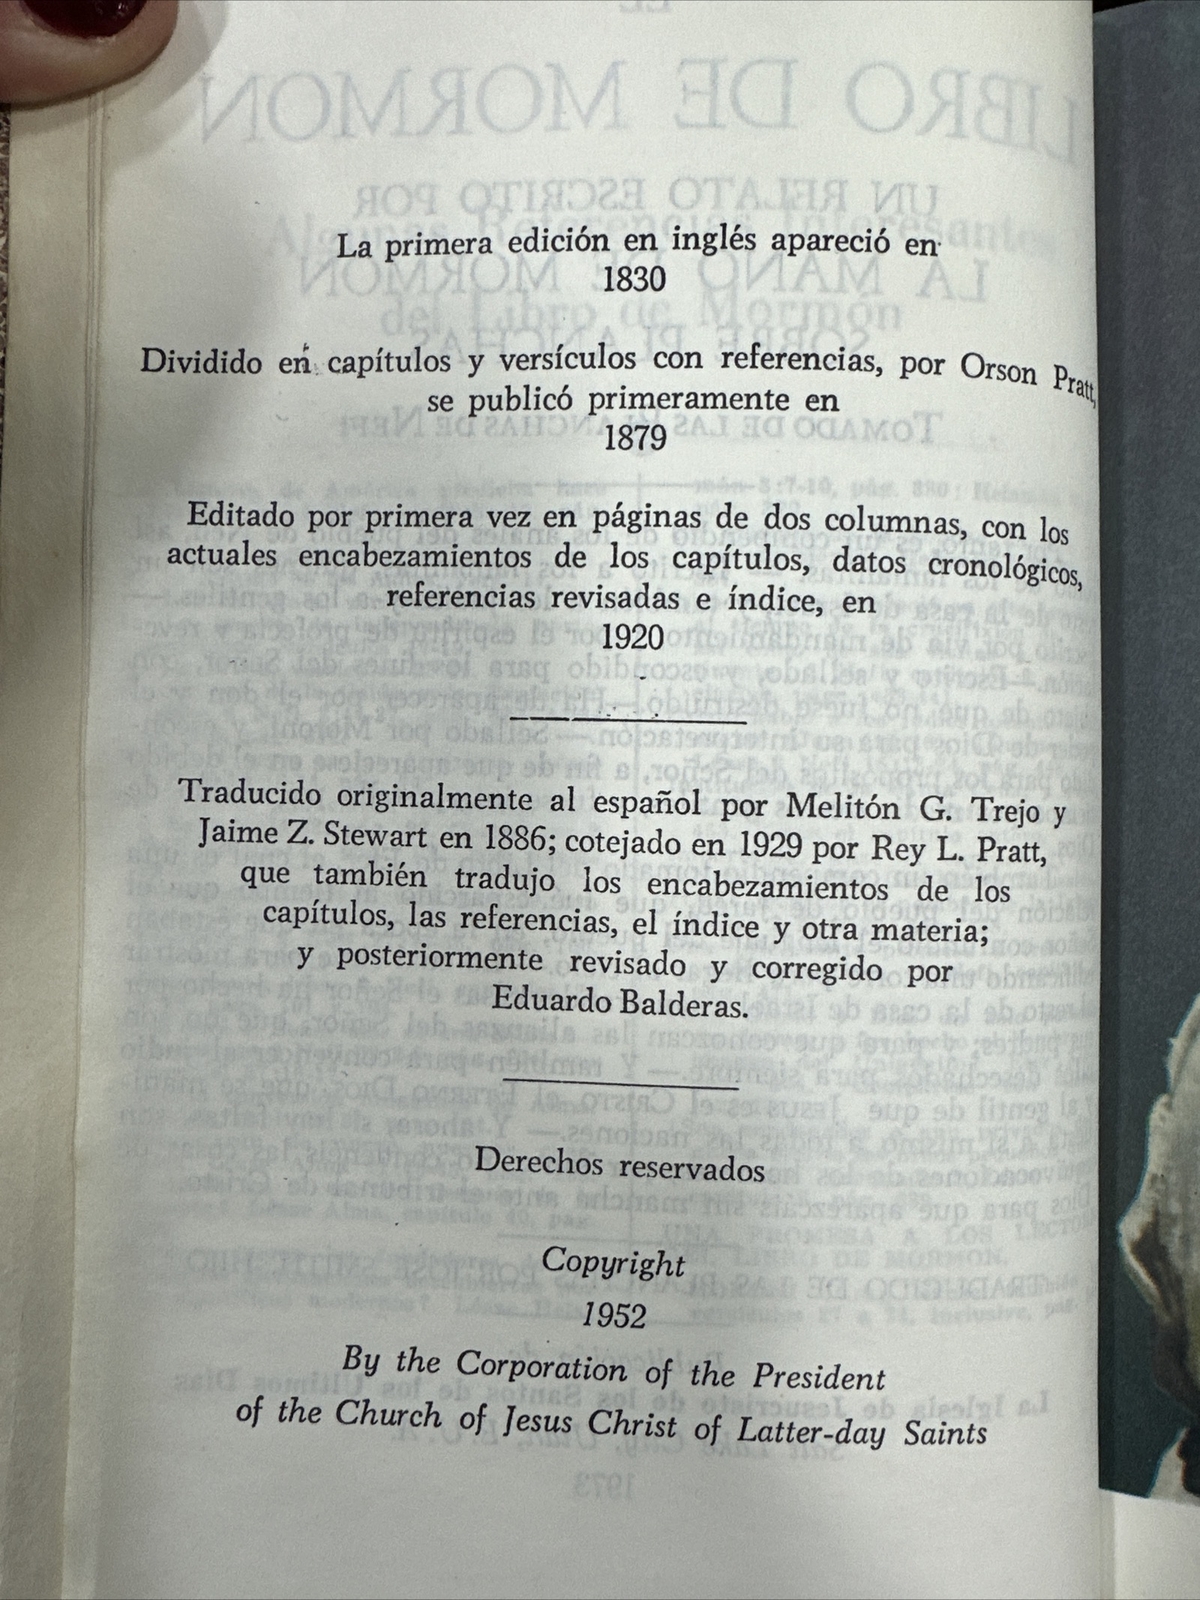 La primera edición en inglés apareció en
1830
Dividido en capítulos y versículos con referencias, por Orson Pratt,
se publicó primeramente en
1879
Editado por primera vez en páginas de dos columnas, con los
actuales encabezamientos de los capítulos, datos cronológicos,
referencias revisadas e índice, en
1920
Traducido originalmente al español por Melitón G. Trejo y
Jaime Z. Stewart en 1886; cotejado en 1929 por Rey L. Pratt,
que también tradujo los encabezamientos de los
capítulos, las referencias, el índice y otra materia;
y posteriormente revisado y corregido por
Eduardo Balderas.
Derechos reservados
Copyright
1952
By the Corporation of the President
of the Church of Jesus Christ of Latter-day Saints